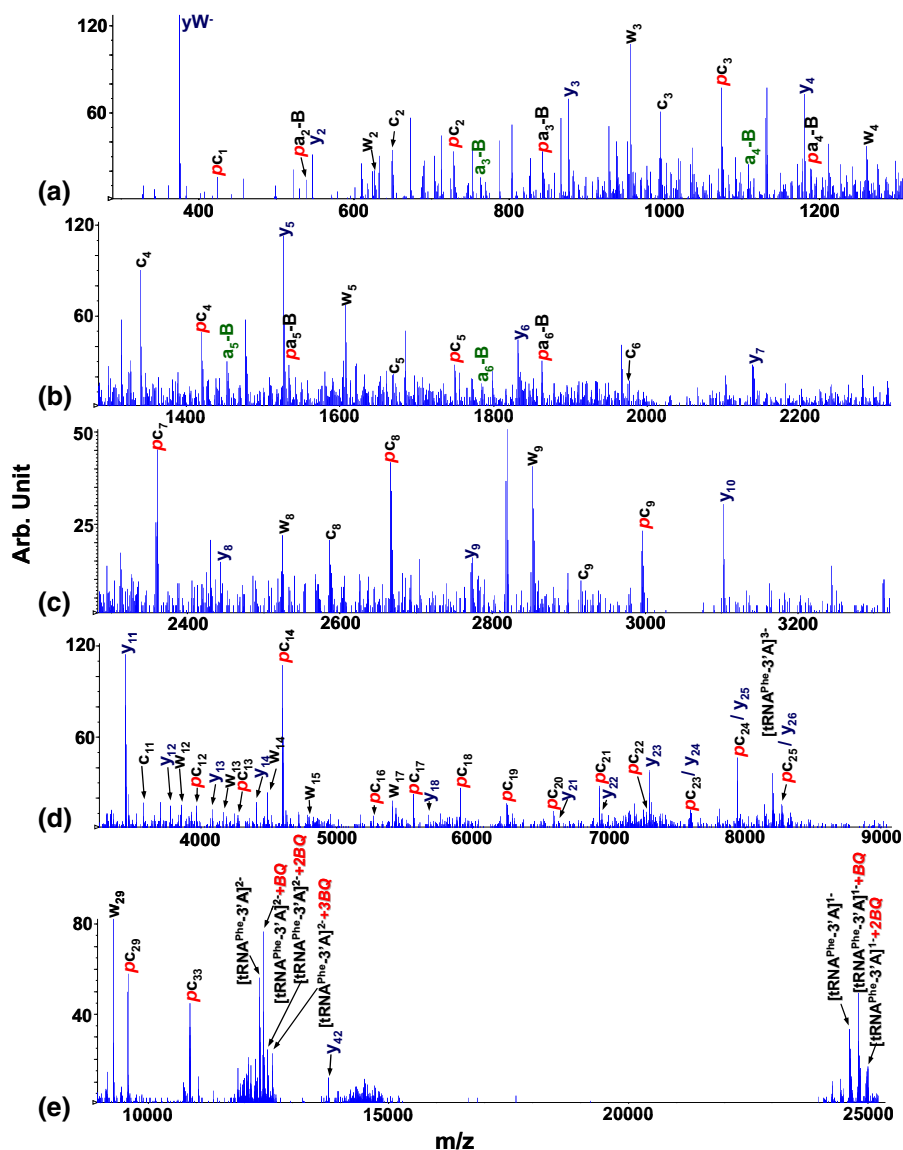 Arb. Unit
(a)
120
60
yW-
pc1
pa2-B
y2
w2
c2
pc2
a3-B
pa3-B
y3
w3
c3
pc3
a4-B
y4
pa4-B
w4
400 600 800 1000 1200
(b)
120
60
0
c4
pc4
a5-B
y5
pa5-B
w5
c5
pc5
a6-B
y6
pa6-B
c6
y7
1400 1600 1800 2000 2200
(c)
50
25
pc7
y8
w8
c8
pc8
y9
w9
c9
pc9
y10
2400 2600 2800 3000 3200
(d)
120
60
0
y11
c11
y12
w12
pc12
y13
w13
pc13
y14
w14
pc14
w15
pc16
w17
pc17
y18
pc18
pc19
pc20
y21
pc21
y22
pc22
y23
pc23/ y24
pc24/ y25
[tRNAPhe-3'A]3-
pc25/ y26
4000 5000 6000 7000 8000 9000
(e)
80
40
0
w29
pc29
pc33
[tRNAPhe-3'A]2-
[tRNAPhe-3'A]2-+BQ
[tRNAPhe-3'A]2-+2BQ
[tRNAPhe-3'A]2-+3BQ
y42
[tRNAPhe-3'A]1-
[tRNAPhe-3'A]1-+BQ
[tRNAPhe-3'A]1-+2BQ
10000 15000 20000 25000
m/z